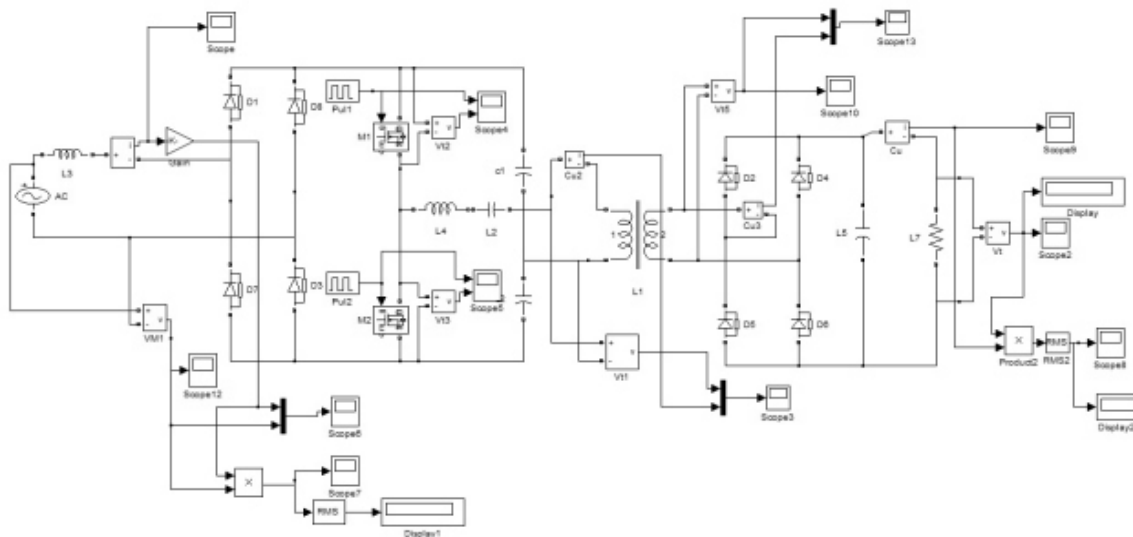 Scope
Scope13
D1
D8
Pul1
M1
Vt2
Scope4
Vt6
Scope10
Gain
L3
AC
c1
Cu2
D2
D4
Cu
Scope9
Cu3
L4
L2
1
2
L1
L5
L7
Vt
Display
Scope2
D7
D3
Pul2
M2
Vt3
Scope5
VM1
Vt1
D5
D6
Product2
RMS
RMS2
Scope8
Scope12
Scope3
Display2
Scope6
Scope7
RMS
Display1